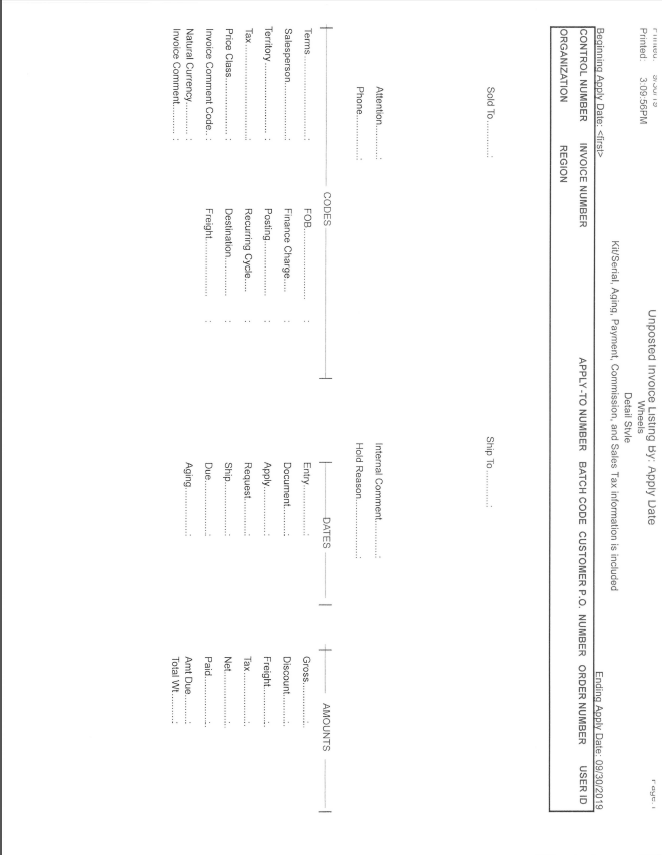 Printed: 9/30/19 Page 1
Printed: 3:09:56PM Unposted Invoice Listing By: Apply Date
Wheels
Detail Style
Kit/Serial, Aging, Payment, Commission, and Sales Tax information is included
Beginning Apply Date: <first> Ending Apply Date: 09/30/2019
CONTROL NUMBER INVOICE NUMBER APPLY-TO NUMBER BATCH CODE CUSTOMER P.O. NUMBER ORDER NUMBER USER ID
ORGANIZATION REGION
Sold To..........: Ship To..........:
Attention..........: Internal Comment..........:
Phone..............: Hold Reason..................:
CODES DATES AMOUNTS
Terms..............................: FOB........................: Entry..................: Gross.............:
Salesperson..................: Finance Charge.....: Document........: Discount........:
Territory.........................: Posting....................: Apply.................: Freight...........:
Tax..................................: Recurring Cycle.....: Request............: Tax.................:
Price Class....................: Destination.............: Ship..................: Net.................:
Invoice Comment Code..: Freight....................: Due...................: Paid................:
Natural Currency...........: Aging.................: Amt Due.........:
Invoice Comment..........: Total Wt.........: